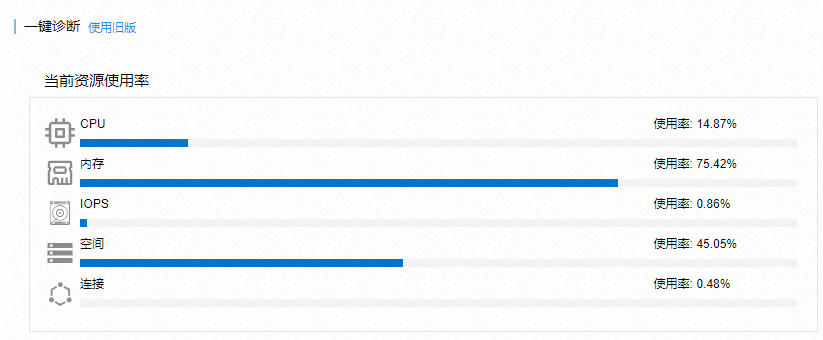 一键诊断 使用旧版
当前资源使用率
CPU 使用率: 14.87%
内存 使用率: 75.42%
IOPS 使用率: 0.86%
空间 使用率: 45.05%
连接 使用率: 0.48%